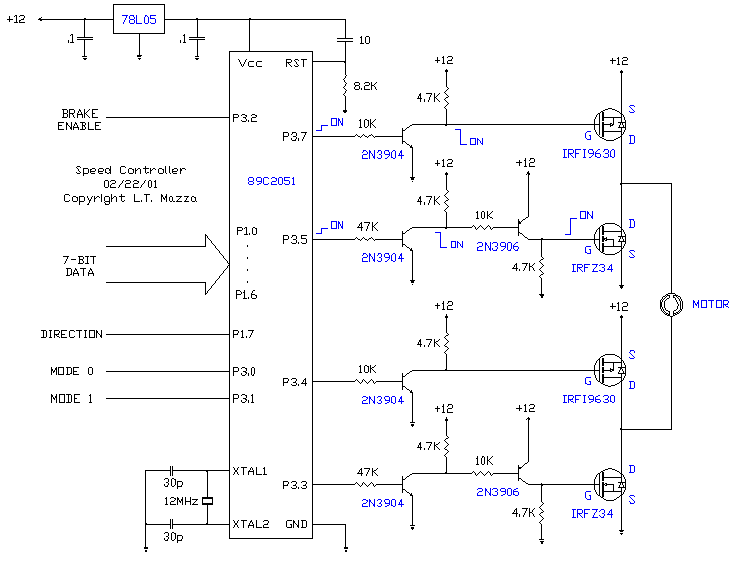 +12
78L05
.1
.1
10
Vcc
RST
8.2K
BRAKE
ENABLE
P3.2
P3.7
ON
10K
2N3904
+12
4.7K
ON
+12
S
G
D
IRFI9630
Speed Controller
02/22/01
Copyright L.T. Mazza
89C2051
7-BIT
DATA
P1.0
P1.6
P3.5
ON
47K
2N3904
+12
4.7K
ON
10K
+12
2N3906
4.7K
ON
D
G
S
IRFZ34
MOTOR
DIRECTION
P1.7
MODE 0
P3.0
MODE 1
P3.1
P3.4
10K
2N3904
+12
4.7K
+12
S
G
D
IRFI9630
XTAL1
30p
12MHz
XTAL2
30p
P3.3
GND
47K
2N3904
+12
4.7K
10K
+12
2N3906
4.7K
D
G
S
IRFZ34